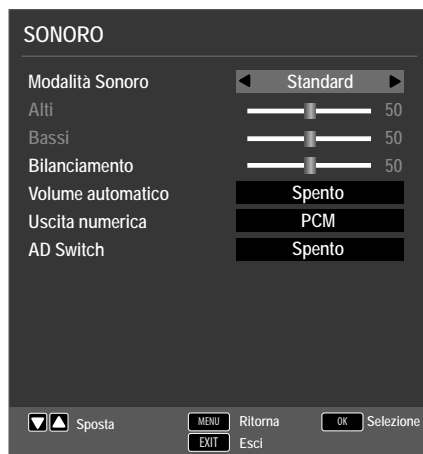 SONORO
Modalità Sonoro Standard
Alti 50
Bassi 50
Bilanciamento 50
Volume automatico Spento
Uscita numerica PCM
AD Switch Spento
Sposta MENU Ritorna OK Selezione
EXIT Esci